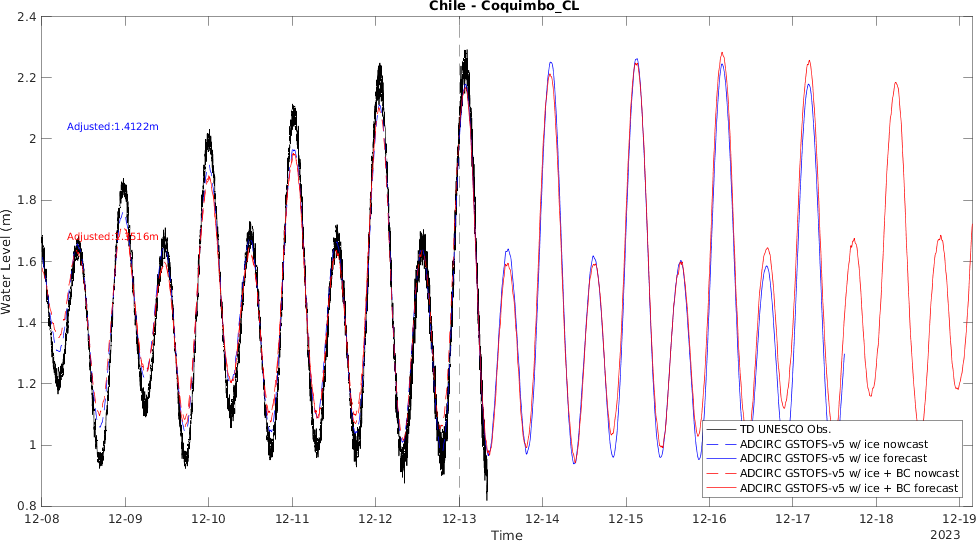 Chile - Coquimbo_CL
2.4
2.2
2
1.8
1.6
1.4
1.2
1
0.8
Water Level (m)
Adjusted:1.4122m
TD UNESCO Obs.
ADCIRC GSTOFS-v5 w/ ice nowcast
ADCIRC GSTOFS-v5 w/ ice forecast
ADCIRC GSTOFS-v5 w/ ice + BC nowcast
ADCIRC GSTOFS-v5 w/ ice + BC forecast
12-08 12-09 12-10 12-11 12-12 12-13 12-14 12-15 12-16 12-17 12-18 12-19
Time
2023